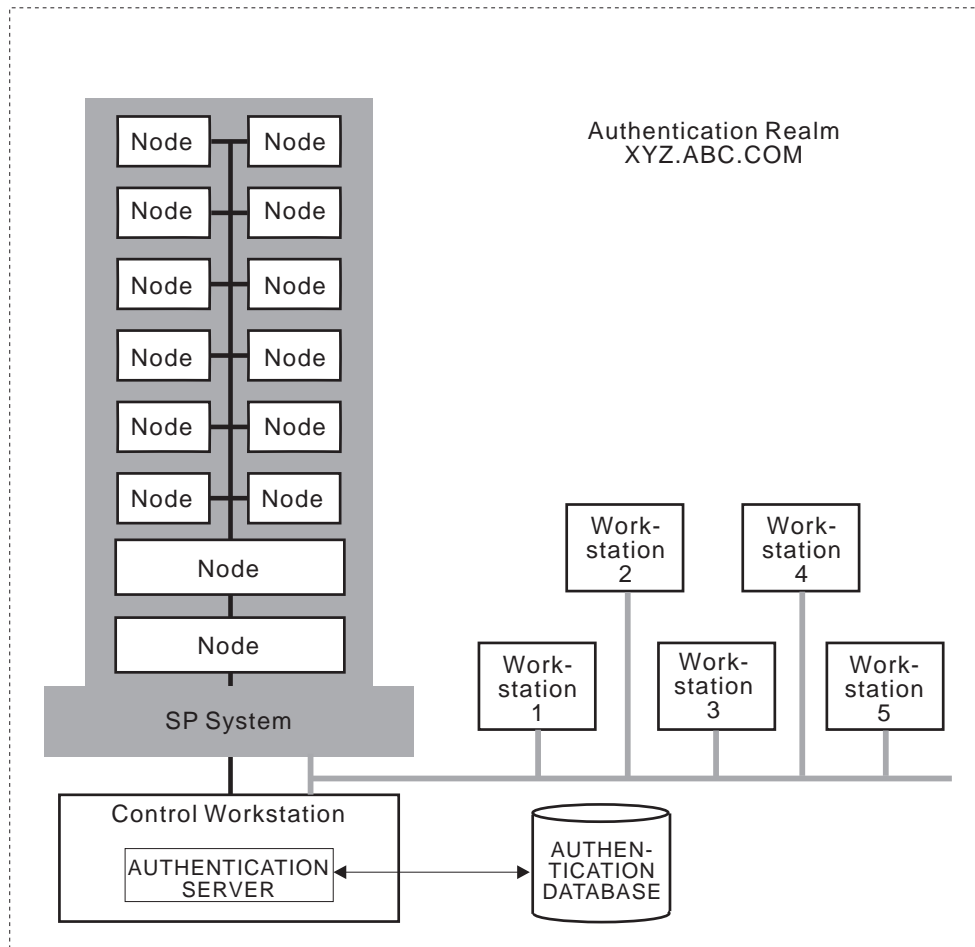 Authentication Realm
XYZ.ABC.COM
Node
Node
Node
Node
Node
Node
Node
Node
Node
Node
Node
Node
Node
Node
SP System
Work-
station
1
Work-
station
2
Work-
station
3
Work-
station
4
Work-
station
5
Control Workstation
AUTHENTICATION
SERVER
AUTHEN-
TICATION
DATABASE